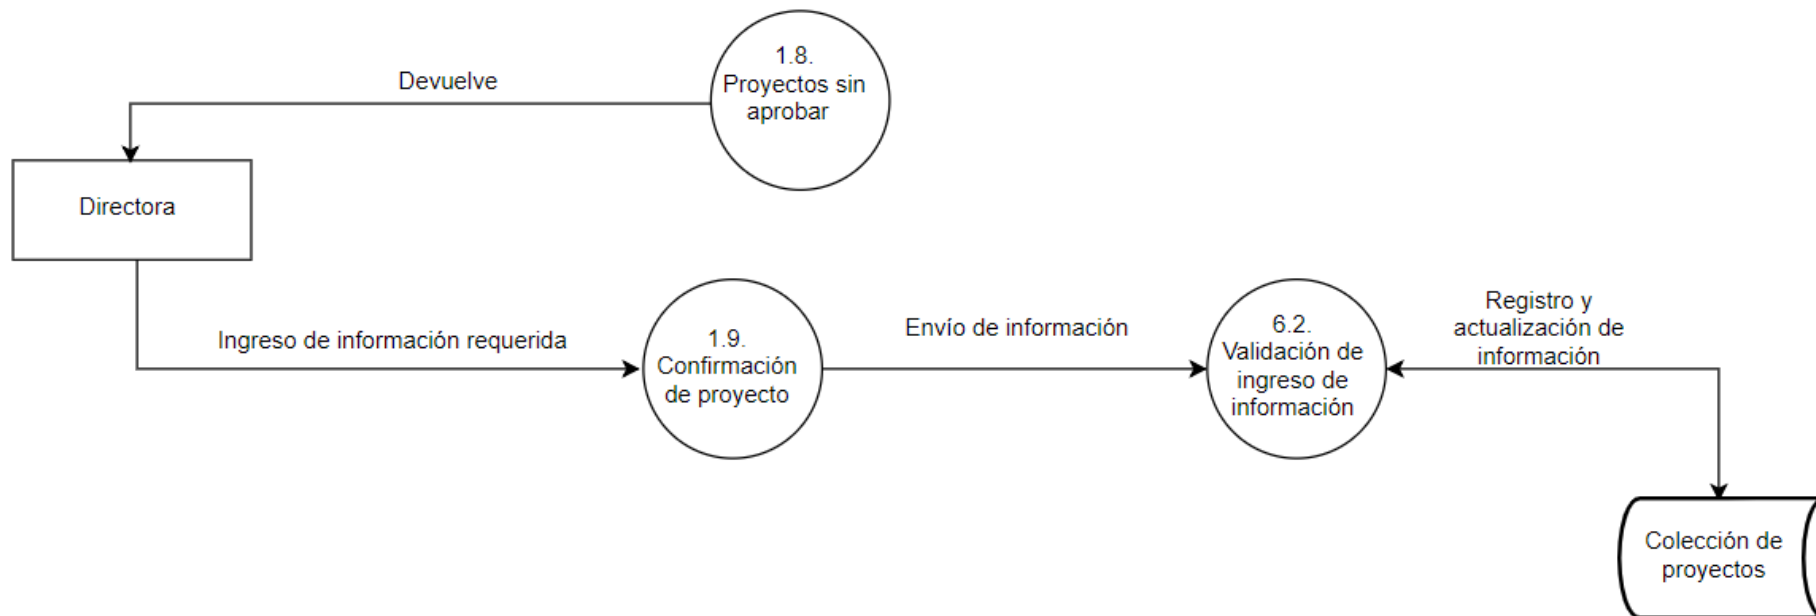 1.8.
Proyectos sin
aprobar
Devuelve
Directora
Ingreso de información requerida
1.9.
Confirmación
de proyecto
Envío de información
6.2.
Validación de
ingreso de
información
Registro y
actualización de
información
Colección de
proyectos